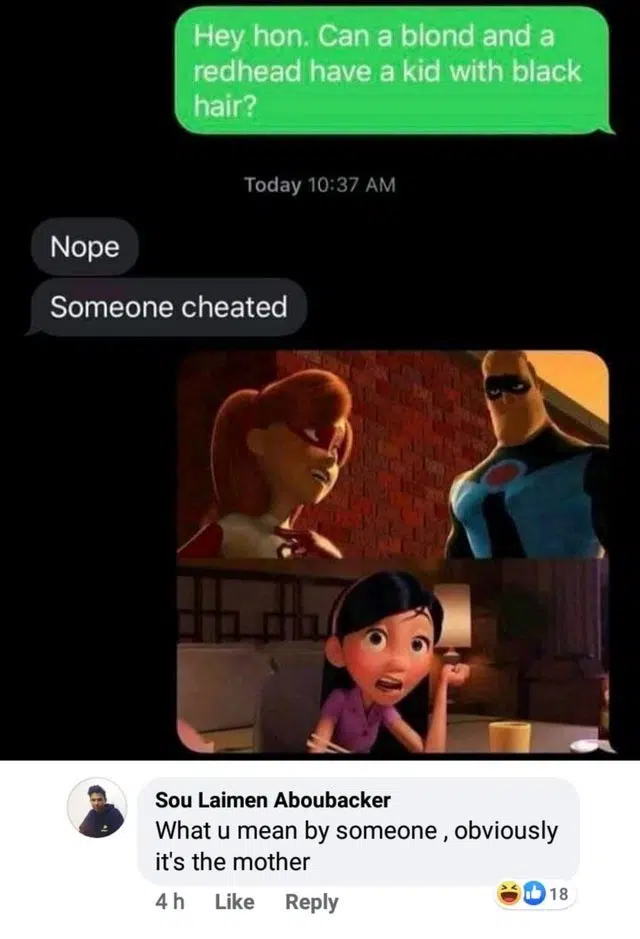 Hey hon. Can a blond and a
redhead have a kid with black
hair?
Today 10:37 AM
Nope
Someone cheated
Sou Laimen Aboubacker
What u mean by someone , obviously
it's the mother
4 h Like Reply 18